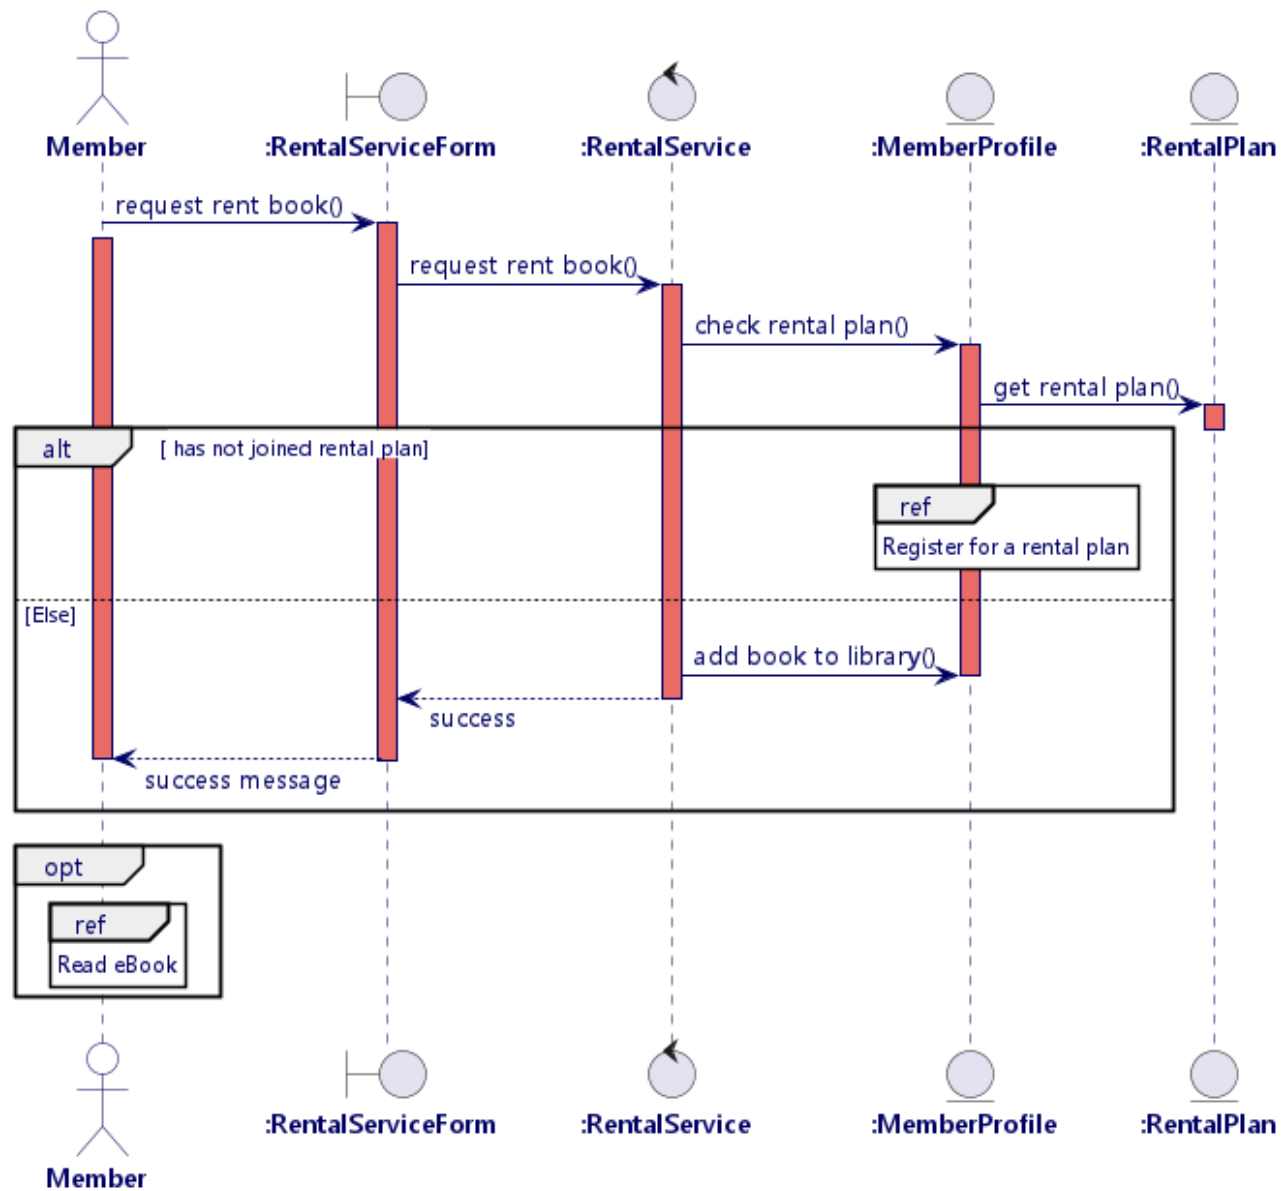 Member
:RentalServiceForm
:RentalService
:MemberProfile
:RentalPlan
request rent book()
request rent book()
check rental plan()
get rental plan()
alt
[ has not joined rental plan]
ref
Register for a rental plan
[Else]
add book to library()
success
success message
opt
ref
Read eBook
Member
:RentalServiceForm
:RentalService
:MemberProfile
:RentalPlan